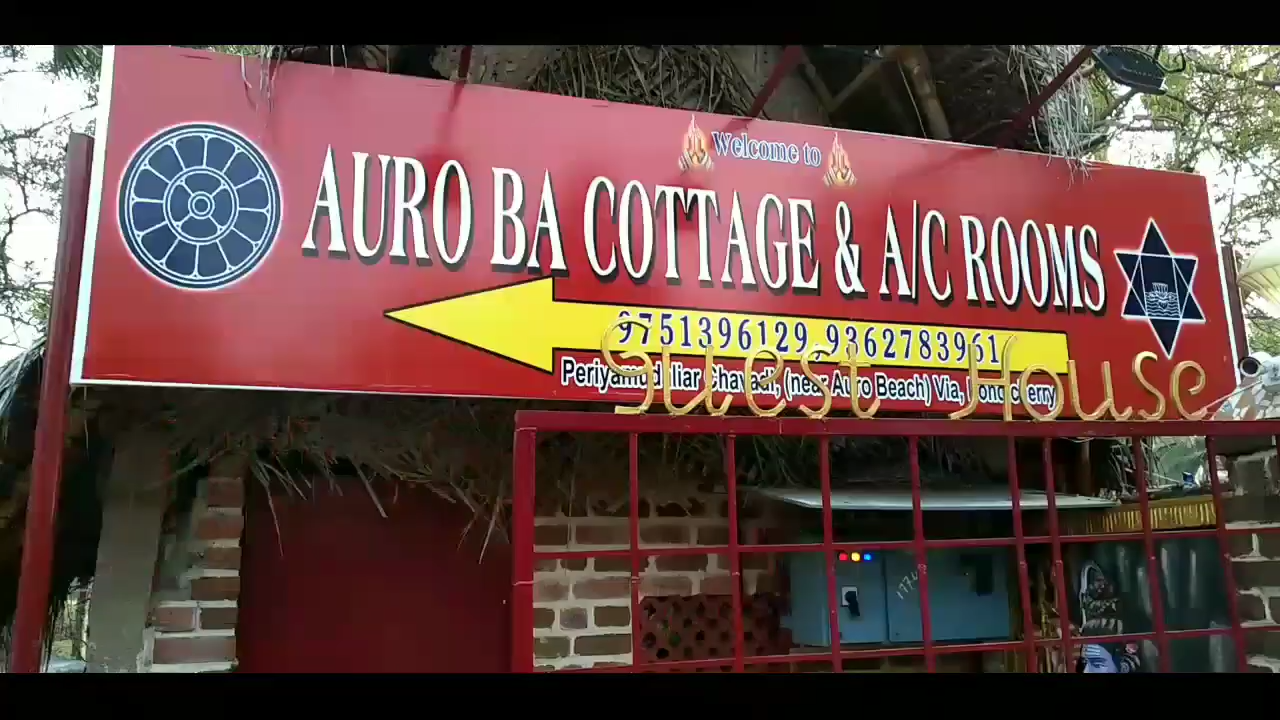 Welcome to
AURO BA COTTAGE & A/C ROOMS
9751396129, 9362783961
Periyamudaliar Chavadi, (near Auro Beach) Via, Pondicherry
Guest House